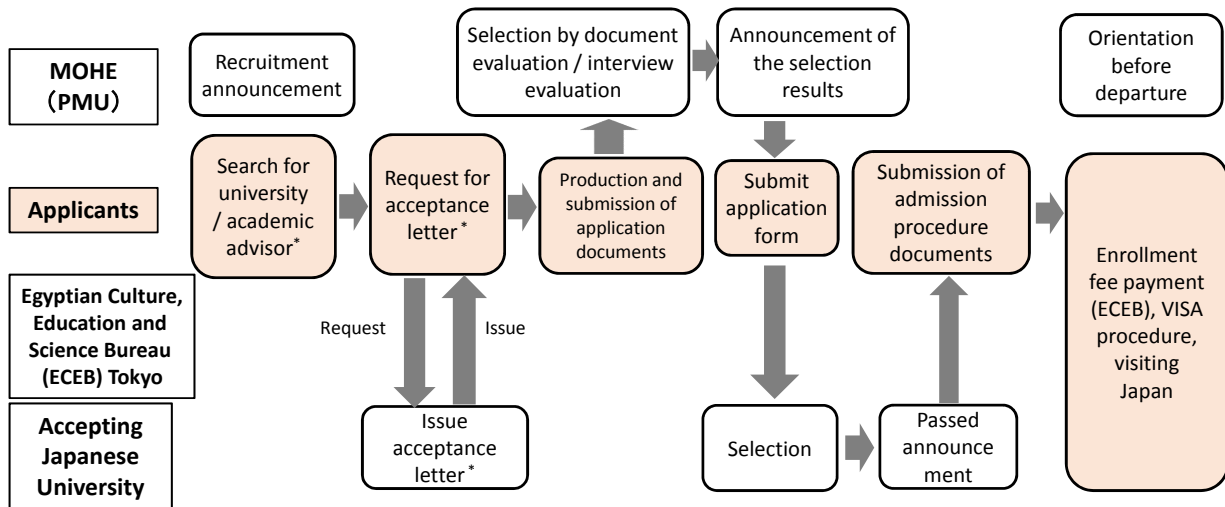 MOHE
（PMU）
Recruitment
announcement
Selection by document
evaluation / interview
evaluation
Announcement of
the selection
results
Orientation
before
departure
Applicants
Search for
university
/ academic
advisor*
Request for
acceptance
letter*
Production and
submission of
application
documents
Submit
application
form
Submission of
admission
procedure
documents
Enrollment
fee payment
(ECEB), VISA
procedure,
visiting
Japan
Egyptian Culture,
Education and
Science Bureau
(ECEB) Tokyo
Request
Issue
Accepting
Japanese
University
Issue
acceptance
letter*
Selection
Passed
announce
ment